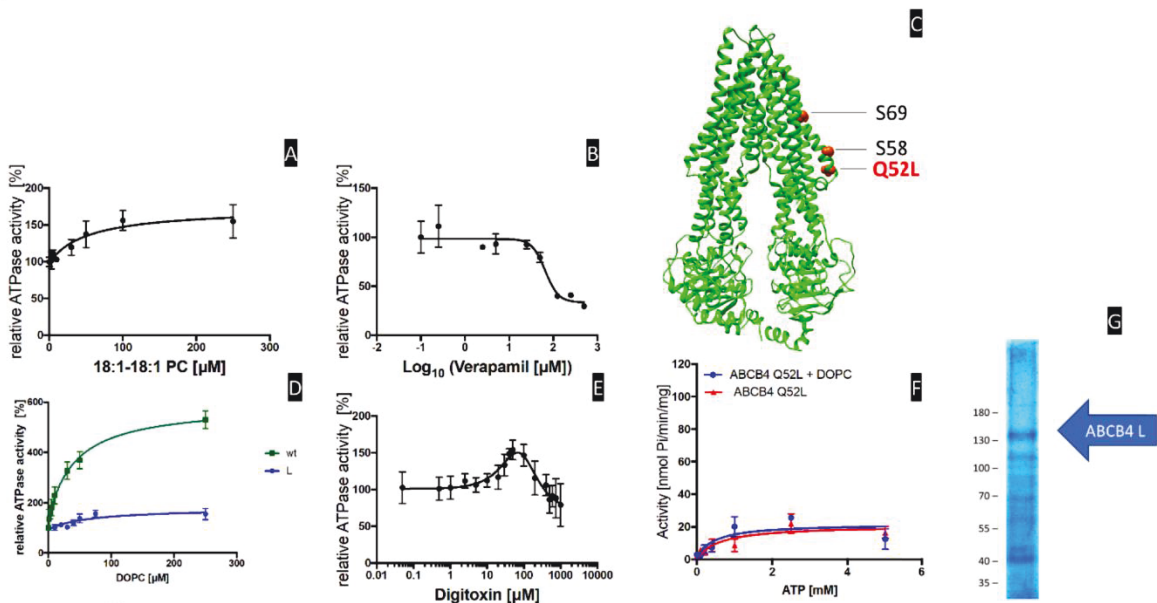 A
relative ATPase activity [%]
200
150
100
50
0
0
100
200
300
18:1-18:1 PC [µM]
B
relative ATPase activity [%]
150
100
50
0
−2
−1
0
1
2
3
Log10 (Verapamil [µM])
C
S69
S58
Q52L
D
relative ATPase activity [%]
600
400
200
0
0
100
200
300
DOPC [µM]
wt
L
E
relative ATPase activity [%]
200
150
100
50
0
0.01
0.1
1
10
100
1000
10000
Digitoxin [µM]
F
ABCB4 Q52L + DOPC
ABCB4 Q52L
Activity [nmol Pi/min/mg]
120
100
80
60
40
20
0
0
2
4
6
ATP [mM]
G
180
130
100
70
55
40
35
ABCB4 L